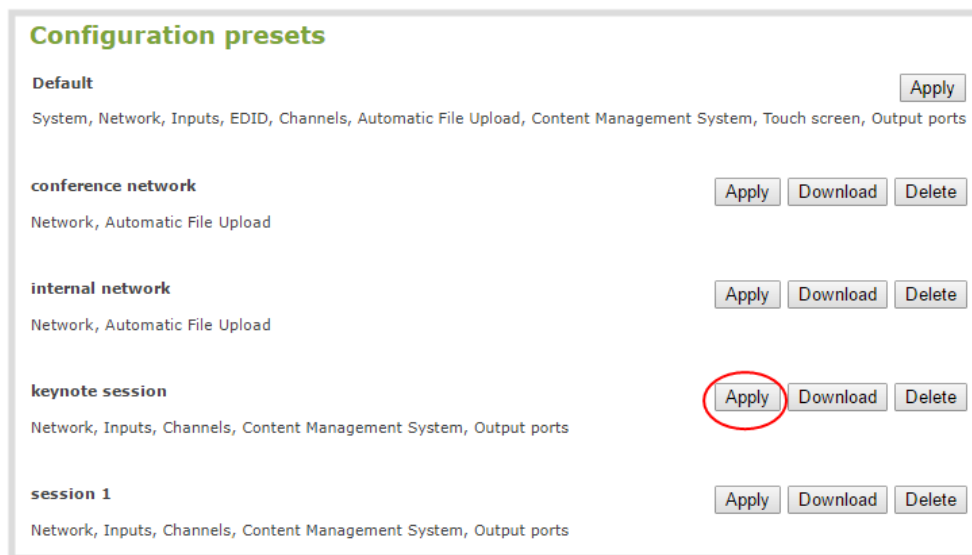 Configuration presets
Default
Apply
System, Network, Inputs, EDID, Channels, Automatic File Upload, Content Management System, Touch screen, Output ports
conference network
Apply Download Delete
Network, Automatic File Upload
internal network
Apply Download Delete
Network, Automatic File Upload
keynote session
Apply Download Delete
Network, Inputs, Channels, Content Management System, Output ports
session 1
Apply Download Delete
Network, Inputs, Channels, Content Management System, Output ports